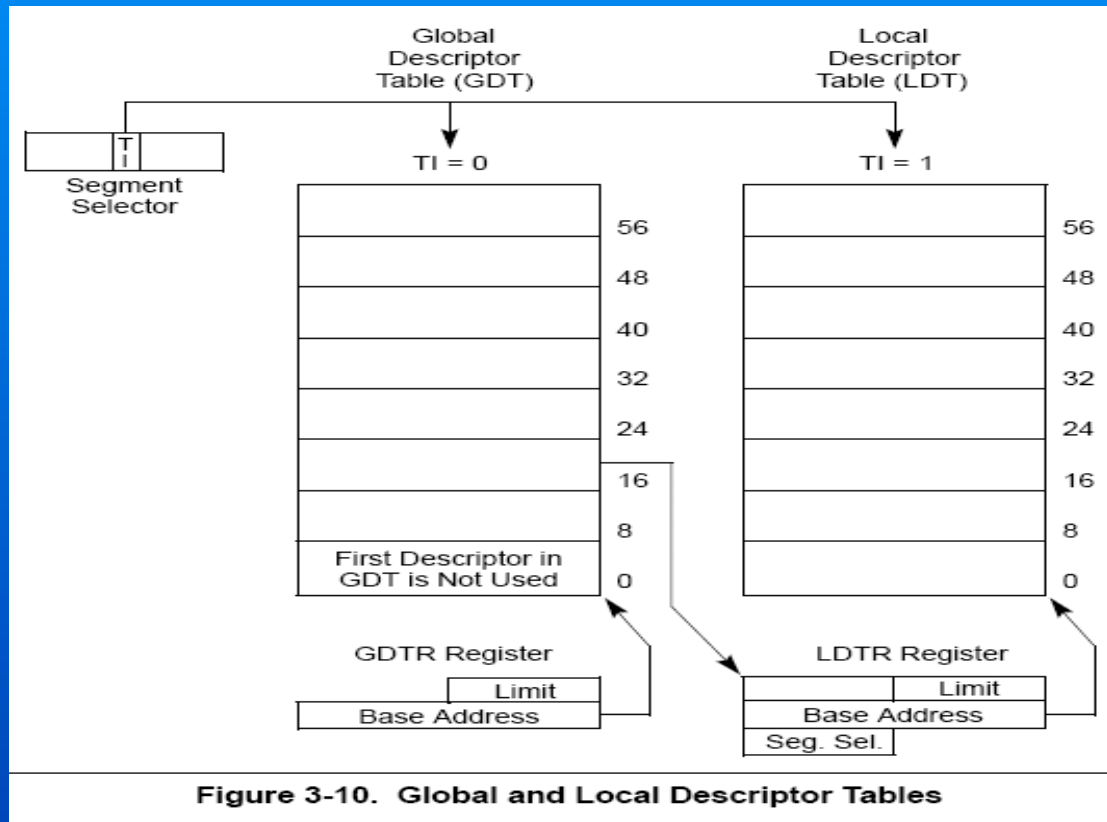 Global
Descriptor
Table (GDT)
Local
Descriptor
Table (LDT)
T
I
Segment
Selector
TI = 0
TI = 1
56
48
40
32
24
16
8
First Descriptor in
GDT is Not Used
0
56
48
40
32
24
16
8
0
GDTR Register
Limit
Base Address
LDTR Register
Limit
Base Address
Seg. Sel.
Figure 3-10. Global and Local Descriptor Tables